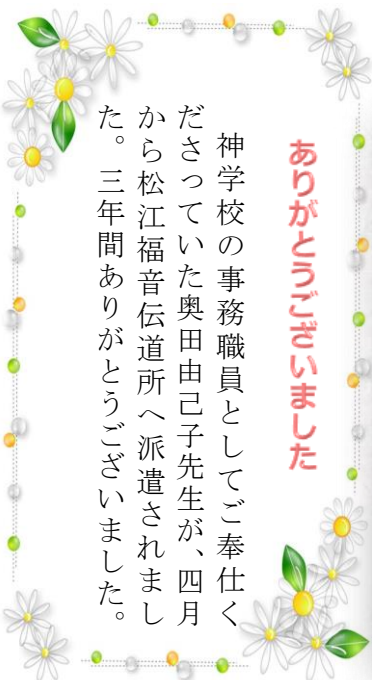 ありがとうございました
神学校の事務職員としてご奉仕く
ださっていた奥田由己子先生が、四月
から松江福音伝道所へ派遣されまし
た。三年間ありがとうございました。